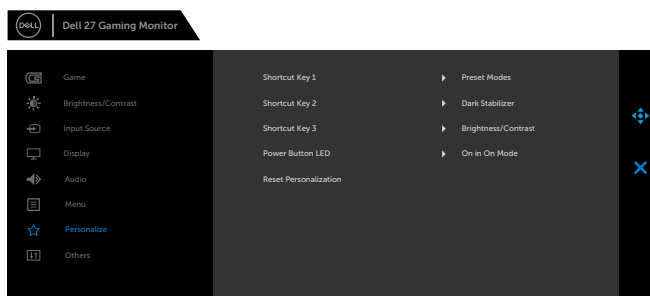 DELL Dell 27 Gaming Monitor
Game
Brightness/Contrast
Input Source
Display
Audio
Menu
Personalize
Others
Shortcut Key 1 Preset Modes
Shortcut Key 2 Dark Stabilizer
Shortcut Key 3 Brightness/Contrast
Power Button LED On in On Mode
Reset Personalization